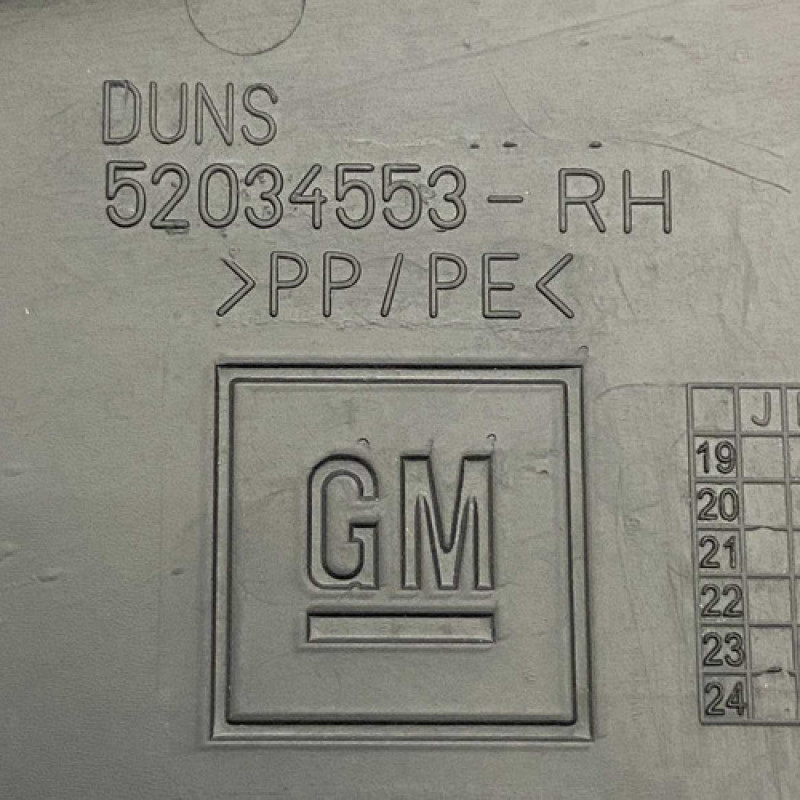 DUNS
52034553-RH
>PP/PE<
GM
J
19
20
21
22
23
24